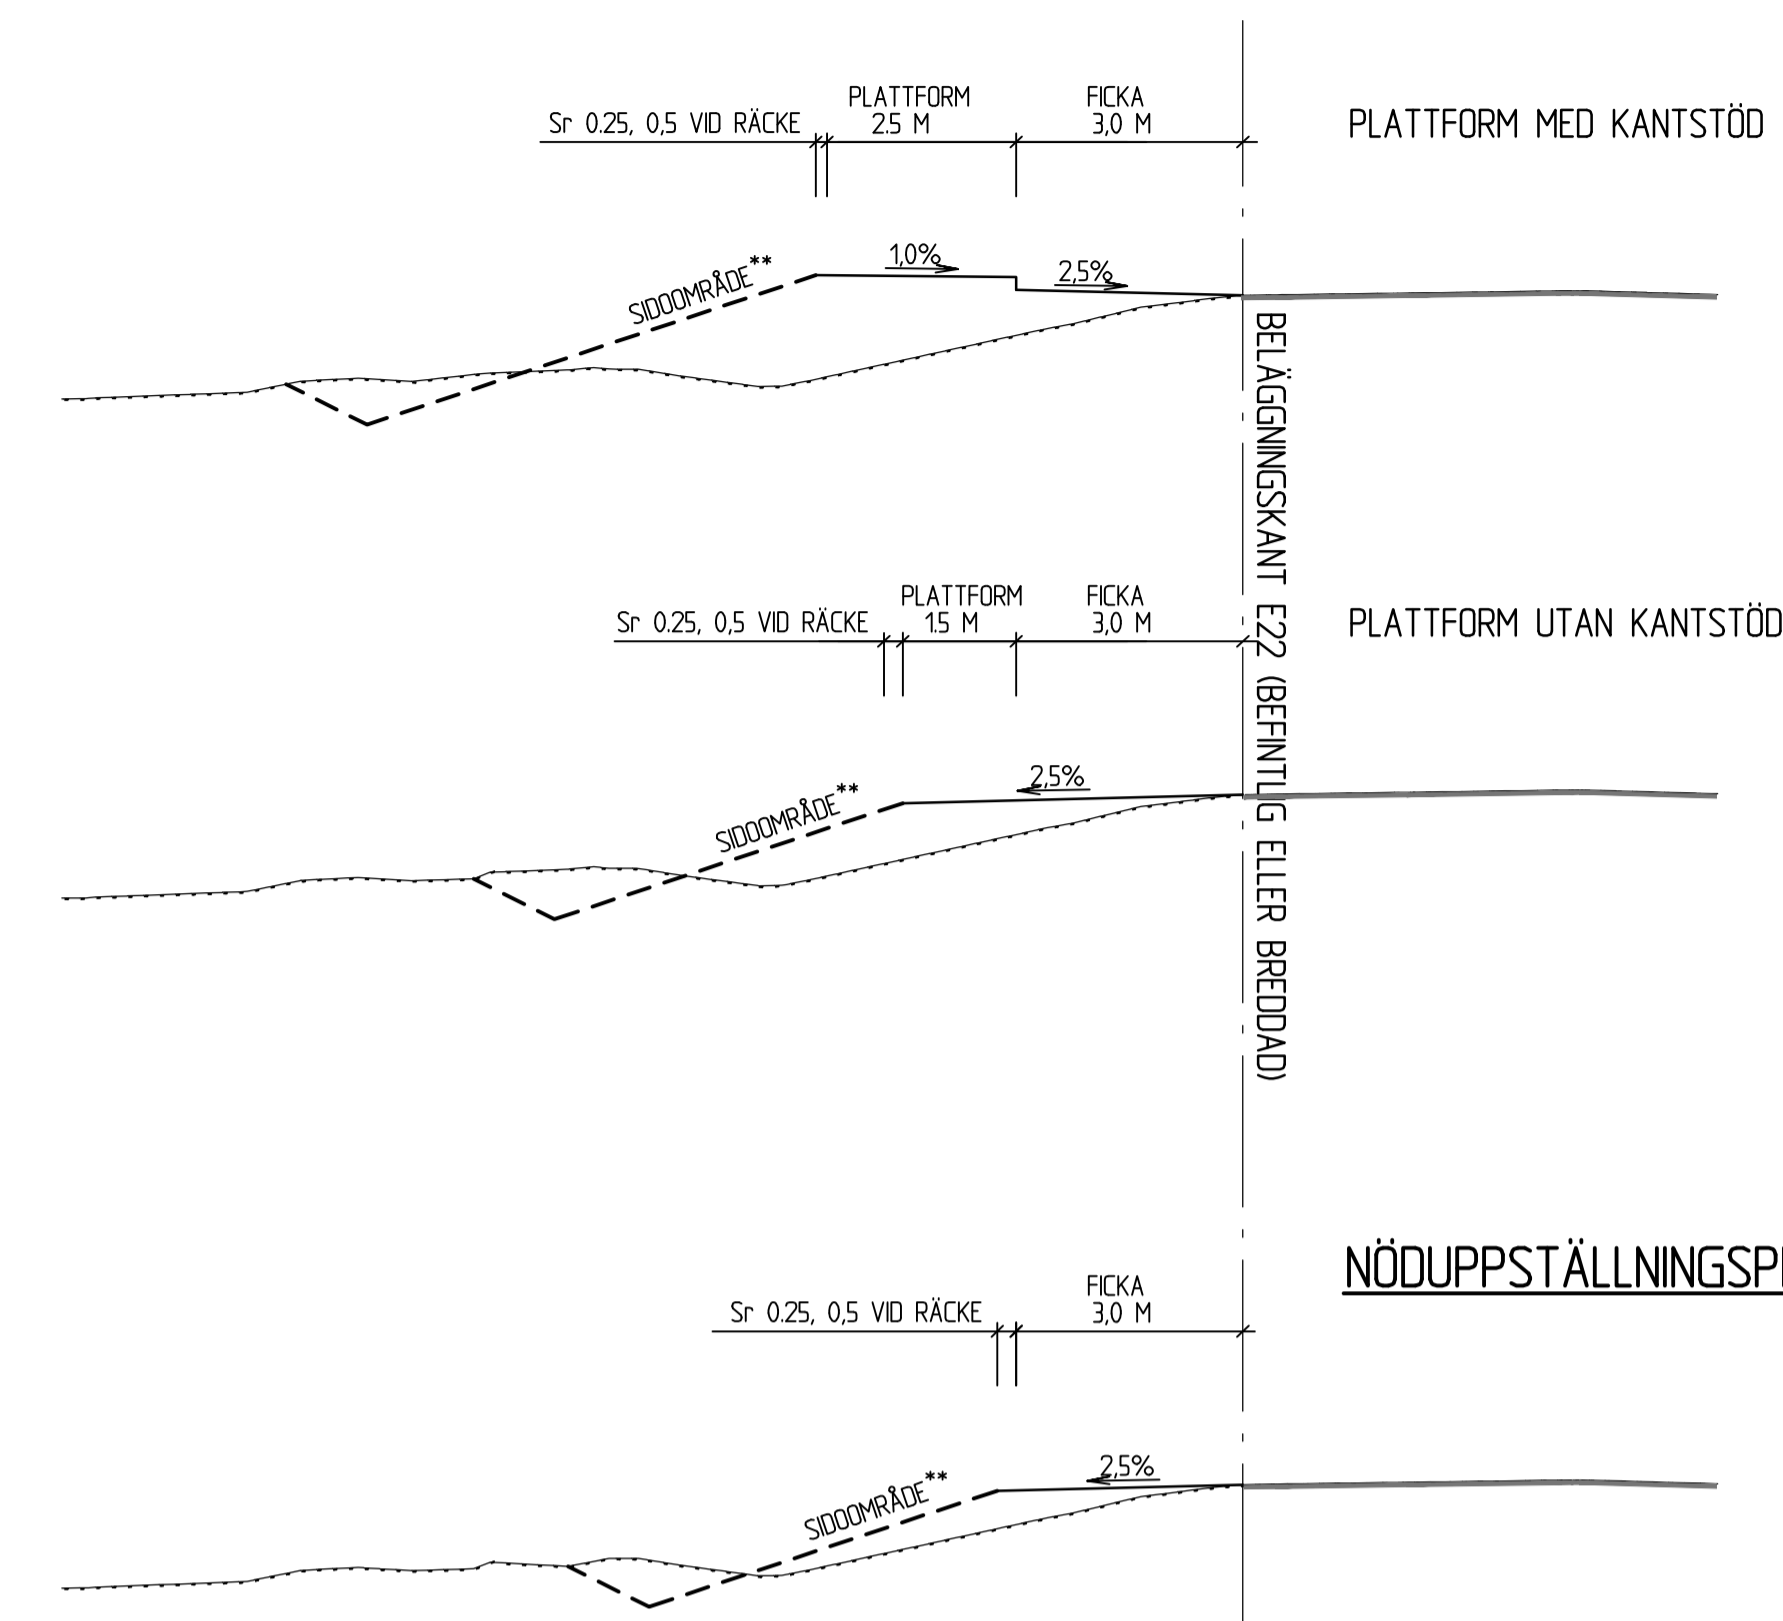 PLATTFORM FICKA
Sr 0.25, 0,5 VID RÄCKE 2.5 M 3,0 M
PLATTFORM MED KANTSTÖD
SIDOOMRÅDE**
1,0%
2,5%
BELÄGGNINGSKANT E22 (BEFINTLIG ELLER BREDDAD)
PLATTFORM FICKA
Sr 0.25, 0,5 VID RÄCKE 1.5 M 3,0 M
PLATTFORM UTAN KANTSTÖD
SIDOOMRÅDE**
2,5%
FICKA
Sr 0.25, 0,5 VID RÄCKE 3,0 M
SIDOOMRÅDE**
2,5%